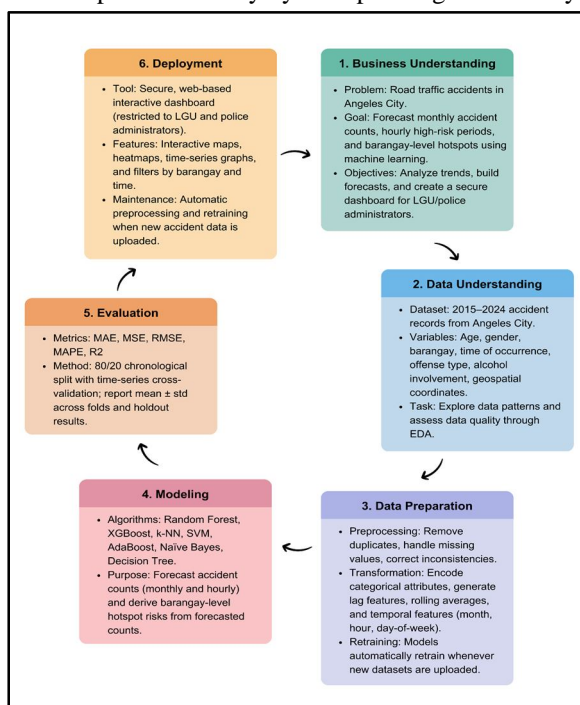 6. Deployment
• Tool: Secure, web-based
interactive dashboard
(restricted to LGU and police
administrators).
• Features: Interactive maps,
heatmaps, time-series graphs,
and filters by barangay and
time.
• Maintenance: Automatic
preprocessing and retraining
when new accident data is
uploaded.
1. Business Understanding
• Problem: Road traffic accidents in
Angeles City.
• Goal: Forecast monthly accident
counts, hourly high-risk periods,
and barangay-level hotspots using
machine learning.
• Objectives: Analyze trends, build
forecasts, and create a secure
dashboard for LGU/police
administrators.
2. Data Understanding
• Dataset: 2015–2024 accident
records from Angeles City.
• Variables: Age, gender,
barangay, time of occurrence,
offense type, alcohol
involvement, geospatial
coordinates.
• Task: Explore data patterns and
assess data quality through
EDA.
3. Data Preparation
• Preprocessing: Remove
duplicates, handle missing
values, correct inconsistencies.
• Transformation: Encode
categorical attributes, generate
lag features, rolling averages,
and temporal features (month,
hour, day-of-week).
• Retraining: Models
automatically retrain whenever
new datasets are uploaded.
4. Modeling
• Algorithms: Random Forest,
XGBoost, k-NN, SVM,
AdaBoost, Naïve Bayes,
Decision Tree.
• Purpose: Forecast accident
counts (monthly and hourly) and
derive barangay-level
hotspot risks from forecasted
counts.
5. Evaluation
• Metrics: MAE, MSE, RMSE,
MAPE, R2
• Method: 80/20 chronological
split with time-series cross-
validation; report mean ± std
across folds and holdout
results.